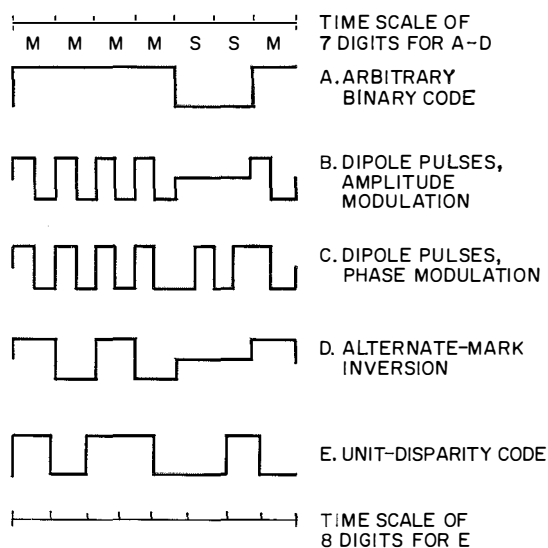 TIME SCALE OF
7 DIGITS FOR A-D
M M M M S S M
A. ARBITRARY
BINARY CODE
B. DIPOLE PULSES,
AMPLITUDE
MODULATION
C. DIPOLE PULSES,
PHASE MODULATION
D. ALTERNATE-MARK
INVERSION
E. UNIT-DISPARITY CODE
TIME SCALE OF
8 DIGITS FOR E